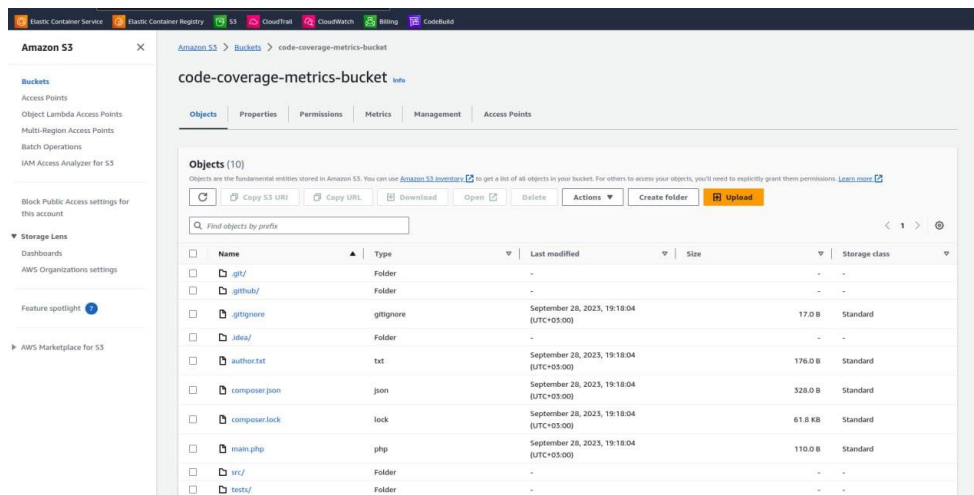 Elastic Container Service Elastic Container Registry S3 CloudTrail CloudWatch Billing CodeBuild
Amazon S3
Buckets
Access Points
Object Lambda Access Points
Multi-Region Access Points
Batch Operations
IAM Access Analyzer for S3
Block Public Access settings for
this account
Storage Lens
Dashboards
AWS Organizations settings
Feature spotlight 7
AWS Marketplace for S3
Amazon S3 > Buckets > code-coverage-metrics-bucket
code-coverage-metrics-bucket Info
Objects Properties Permissions Metrics Management Access Points
Objects (10)
Objects are the fundamental entities stored in Amazon S3. You can use Amazon S3 inventory to get a list of all objects in your bucket. For others to access your objects, you'll need to explicitly grant them permissions. Learn more
Copy S3 URI Copy URL Download Open Delete Actions Create folder Upload
Find objects by prefix
< 1 >
Name Type Last modified Size Storage class
.git/ Folder - - -
.github/ Folder - - -
.gitignore gitignore September 28, 2023, 19:18:04 17.0 B Standard
(UTC+03:00)
.idea/ Folder - - -
author.txt txt September 28, 2023, 19:18:04 176.0 B Standard
(UTC+03:00)
composer.json json September 28, 2023, 19:18:04 328.0 B Standard
(UTC+03:00)
composer.lock lock September 28, 2023, 19:18:04 61.8 KB Standard
(UTC+03:00)
main.php php September 28, 2023, 19:18:04 110.0 B Standard
(UTC+03:00)
src/ Folder - - -
tests/ Folder - - -